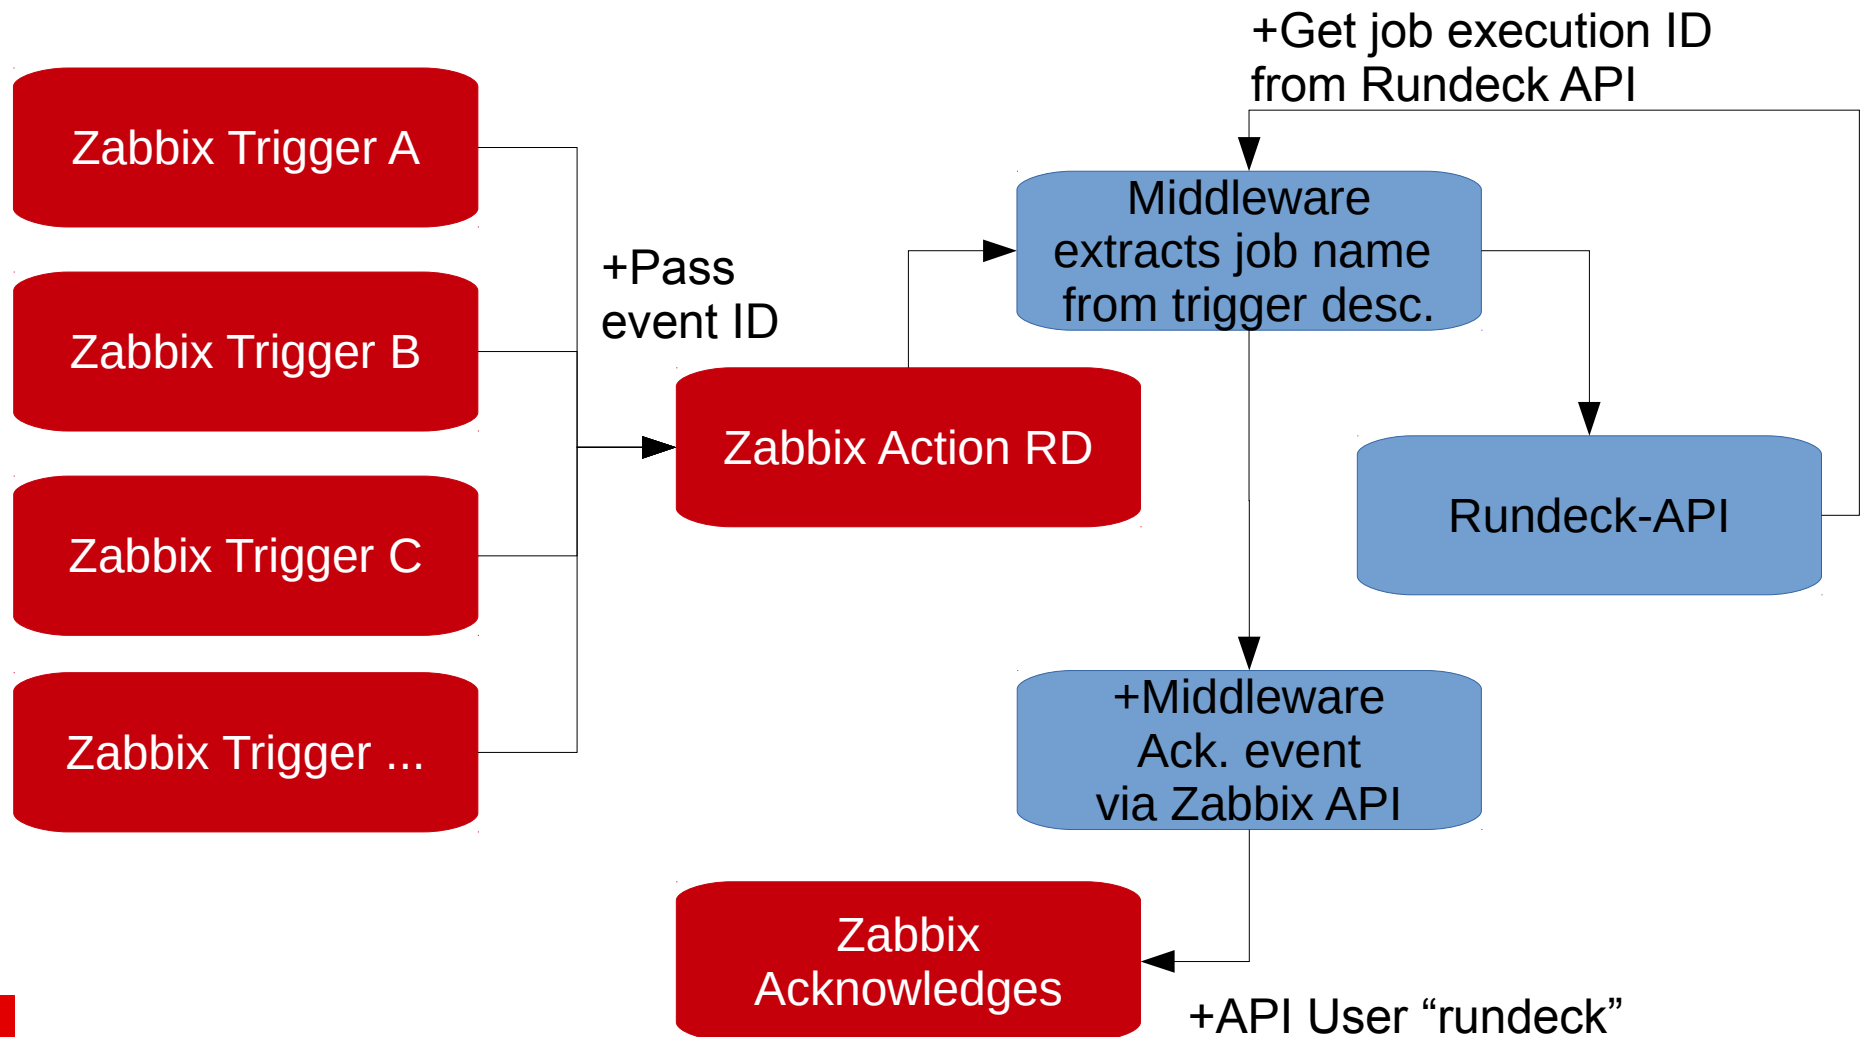 +Get job execution ID
from Rundeck API
Zabbix Trigger A
Middleware
extracts job name
from trigger desc.
+Pass
event ID
Zabbix Trigger B
Zabbix Action RD
Rundeck-API
Zabbix Trigger C
+Middleware
Ack. event
via Zabbix API
Zabbix Trigger ...
Zabbix
Acknowledges
+API User “rundeck”